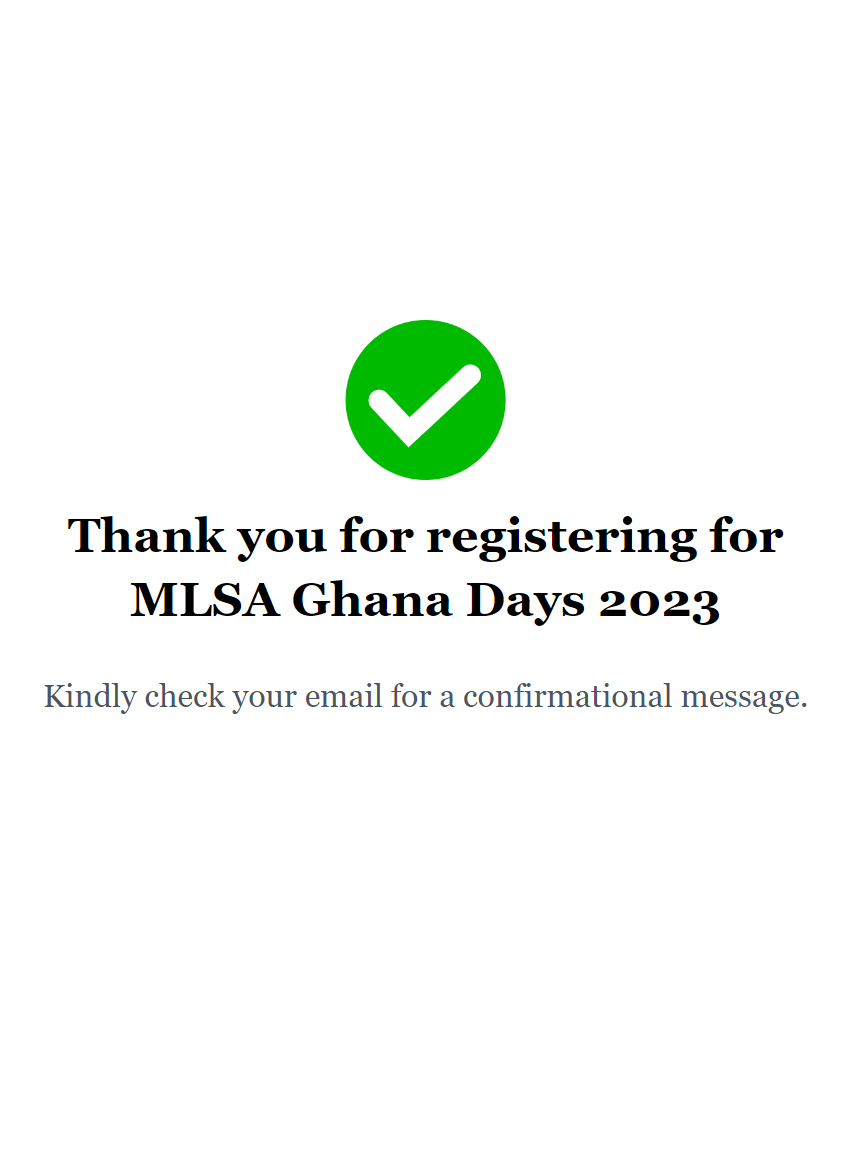 Thank you for registering for
MLSA Ghana Days 2023
Kindly check your email for a confirmational message.